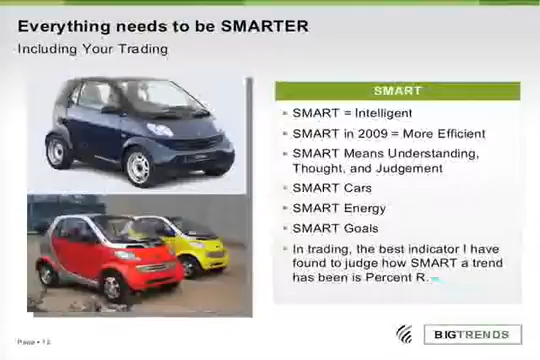 Everything needs to be SMARTER
Including Your Trading
SMART
SMART = Intelligent
SMART in 2009 = More Efficient
SMART Means Understanding,
Thought, and Judgement
SMART Cars
SMART Energy
SMART Goals
In trading, the best indicator I have
found to judge how SMART a trend
has been is Percent R.
Page • 12
BIGTRENDS